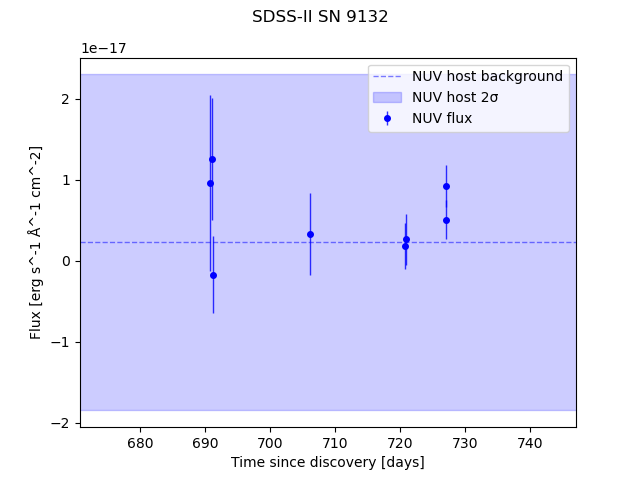 SDSS-II SN 9132
1e−17
NUV host background
NUV host 2σ
NUV flux
2
1
0
−1
−2
Flux [erg s^-1 Å^-1 cm^-2]
680 690 700 710 720 730 740
Time since discovery [days]